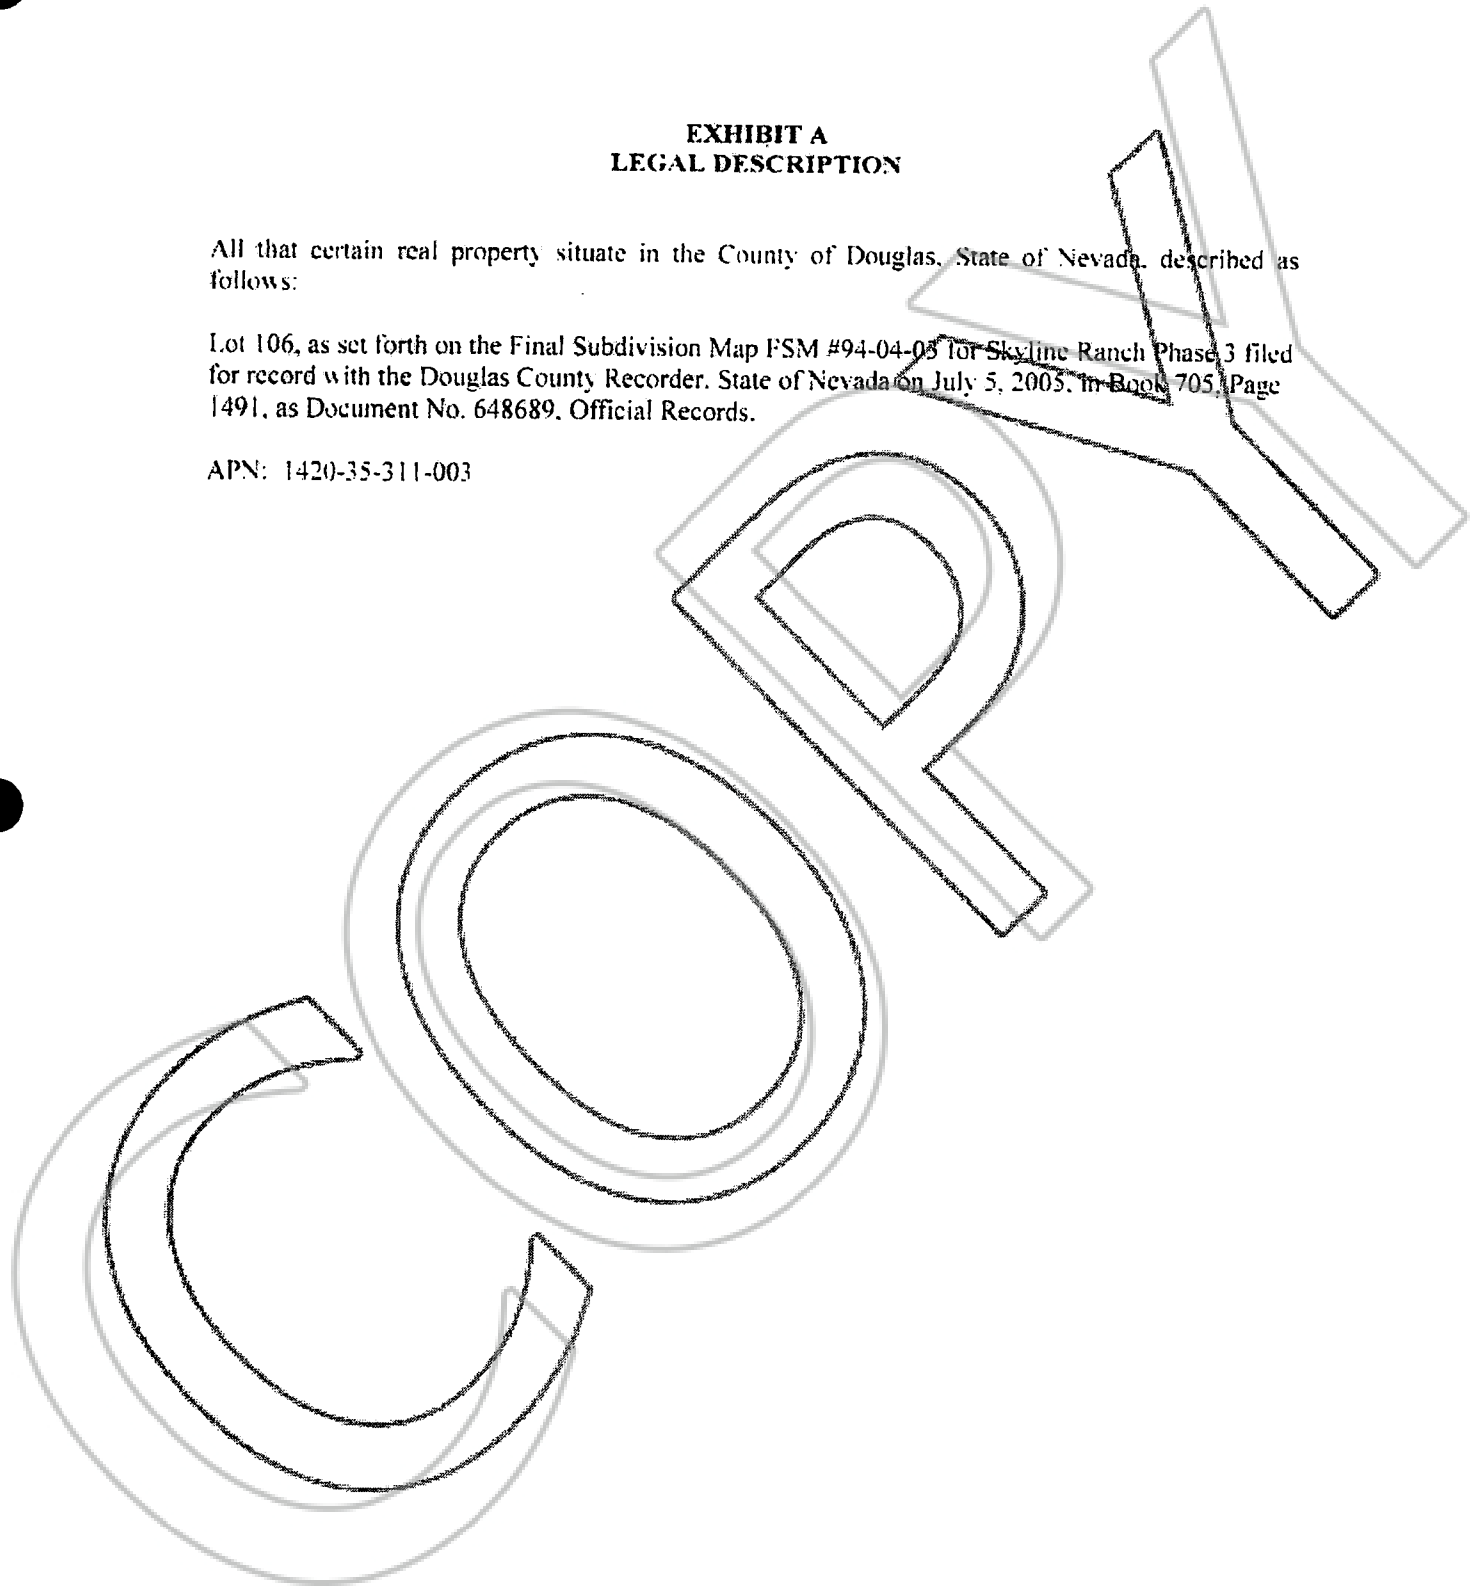 EXHIBIT A
LEGAL DESCRIPTION
All that certain real property situate in the County of Douglas, State of Nevada, described as
follows:
Lot 106, as set forth on the Final Subdivision Map FSM #94-04-03 for Skyline Ranch Phase 3 filed
for record with the Douglas County Recorder, State of Nevada on July 5, 2005, in Book 705, Page
1491, as Document No. 648689, Official Records.
APN: 1420-35-311-003
COPY